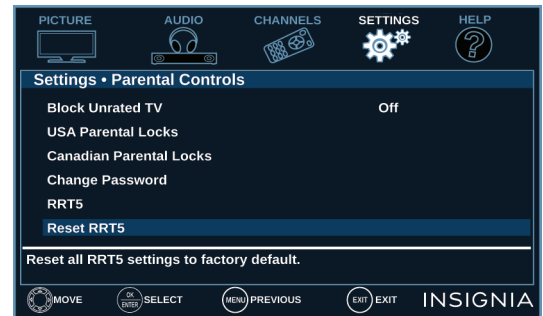 PICTURE AUDIO CHANNELS SETTINGS HELP
Settings • Parental Controls
Block Unrated TV Off
USA Parental Locks
Canadian Parental Locks
Change Password
RRT5
Reset RRT5
Reset all RRT5 settings to factory default.
MOVE OK ENTER SELECT MENU PREVIOUS EXIT EXIT INSIGNIA